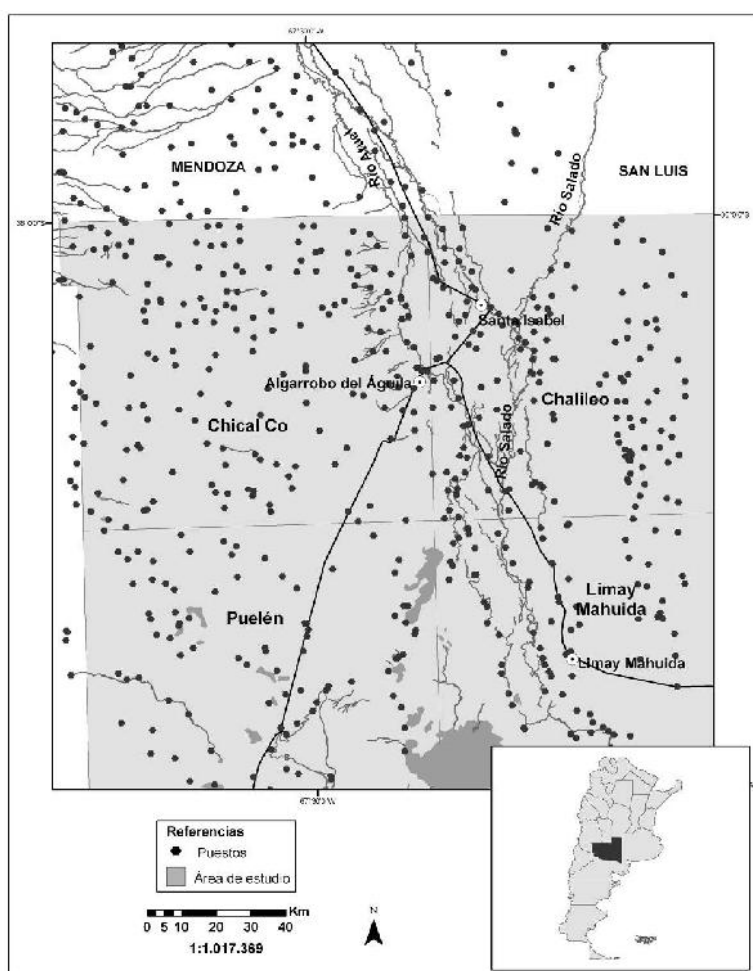 MENDOZA
Río Atuel
Río Salado
SAN LUIS
Santa Isabel
Algarrobo del Águila
Chical Co
Río Salado
Chalileo
Puelén
Limay
Mahuida
Limay Mahuida
Referencias
Puestos
Área de estudio
Km
0 5 10 20 30 40
1:1.017.369
N